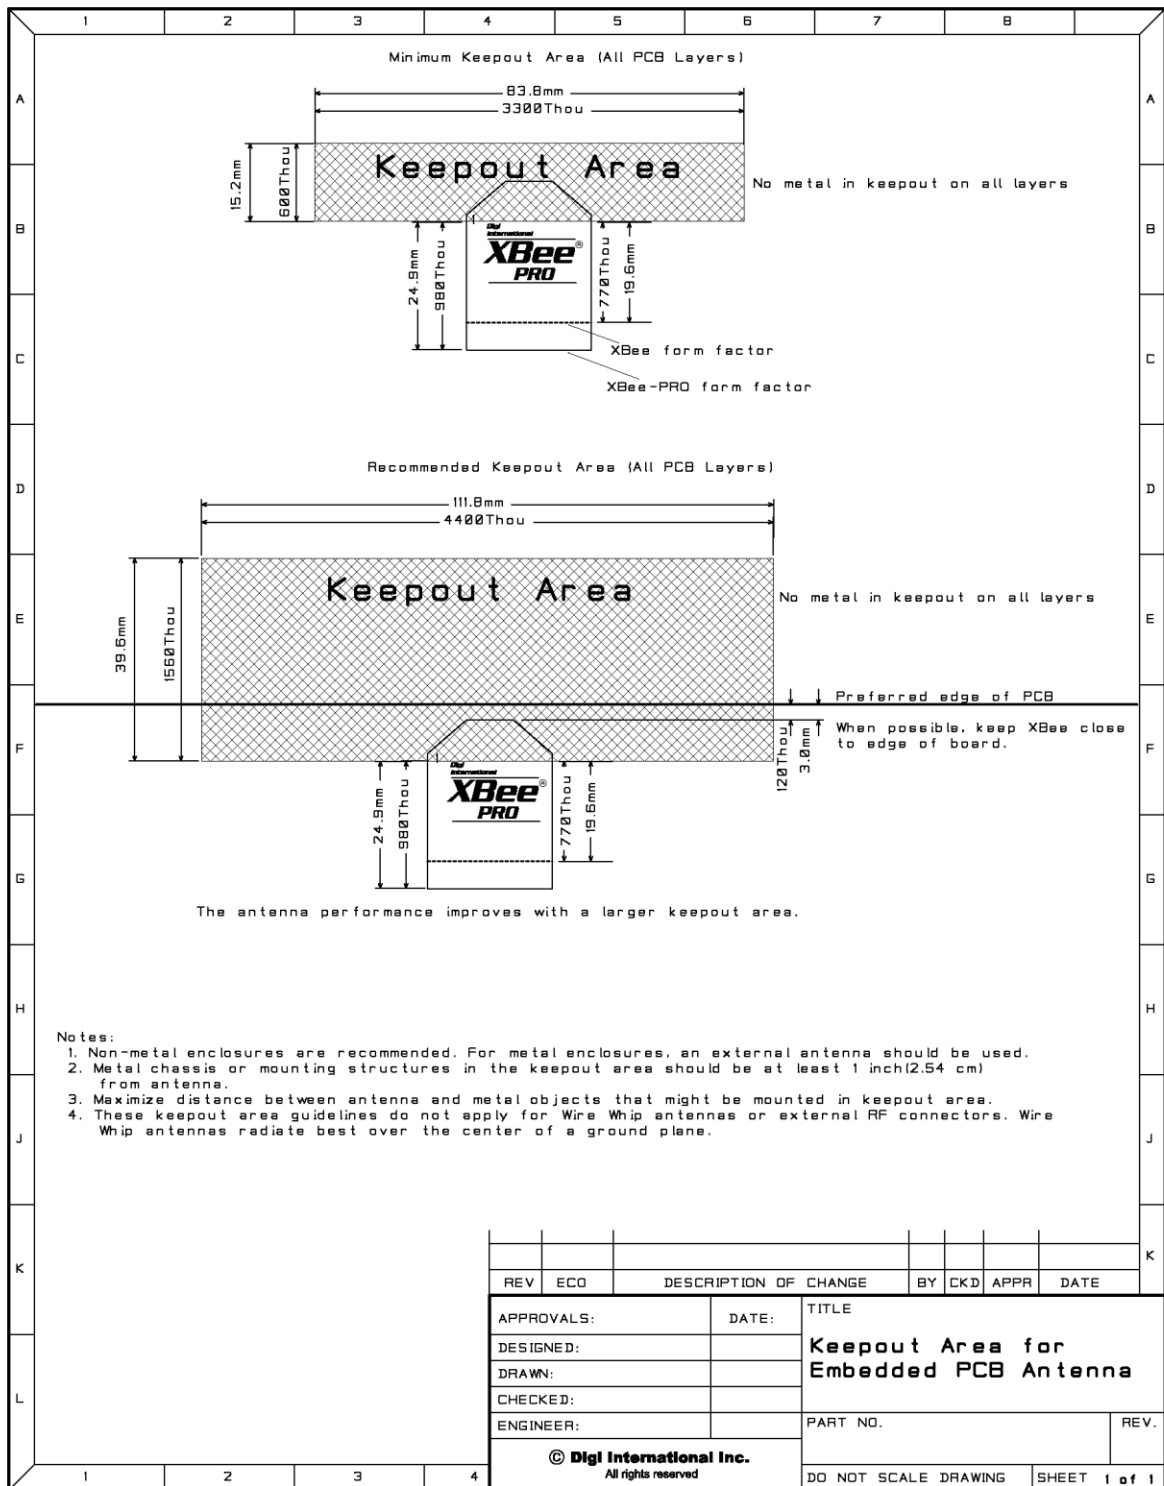 1 2 3 4 5 6 7 8
Minimum Keepout Area (All PCB Layers)
A A
83.8mm
3300Thou
Keepout Area
15.2mm
600Thou
No metal in keepout on all layers
B B
1
Digi
International
XBee®
PRO
24.9mm
980Thou
770Thou
19.6mm
XBee form factor
C C
XBee-PRO form factor
Recommended Keepout Area (All PCB Layers)
D D
111.8mm
4400Thou
Keepout Area
No metal in keepout on all layers
E E
39.6mm
1560Thou
Preferred edge of PCB
When possible, keep XBee close
to edge of board.
F F
120Thou
3.0mm
1
Digi
International
XBee®
PRO
24.9mm
980Thou
770Thou
19.6mm
G G
The antenna performance improves with a larger keepout area.
H H
Notes:
1. Non-metal enclosures are recommended. For metal enclosures, an external antenna should be used.
2. Metal chassis or mounting structures in the keepout area should be at least 1 inch(2.54 cm)
from antenna.
3. Maximize distance between antenna and metal objects that might be mounted in keepout area.
4. These keepout area guidelines do not apply for Wire Whip antennas or external RF connectors. Wire
Whip antennas radiate best over the center of a ground plane.
J J
K K
REV ECO DESCRIPTION OF CHANGE BY CKD APPR DATE
APPROVALS: DATE: TITLE
DESIGNED:
Keepout Area for
Embedded PCB Antenna
DRAWN:
CHECKED:
L
ENGINEER: PART NO. REV.
© Digi International Inc.
All rights reserved
1 2 3 4 DO NOT SCALE DRAWING SHEET 1 of 1